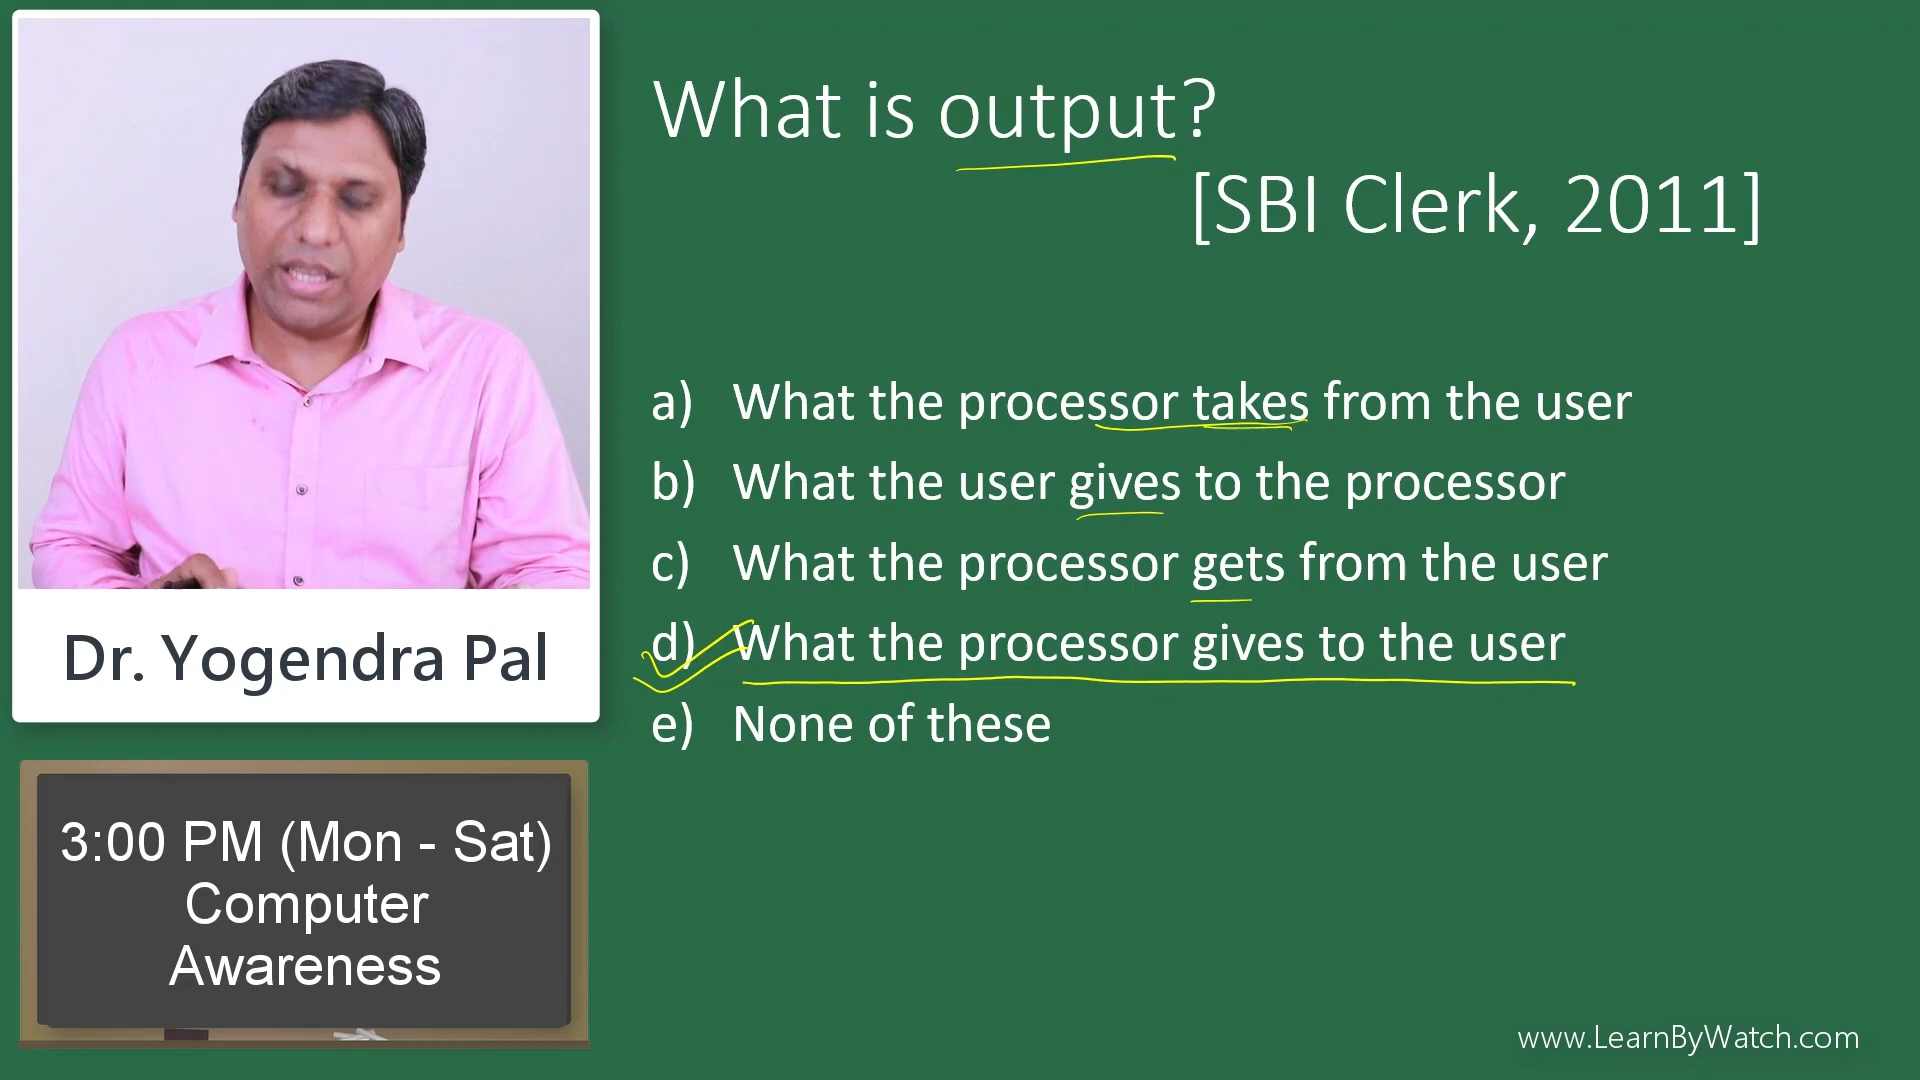 What is output?
[SBI Clerk, 2011]
a) What the processor takes from the user
b) What the user gives to the processor
c) What the processor gets from the user
d) What the processor gives to the user
e) None of these
Dr. Yogendra Pal
3:00 PM (Mon - Sat)
Computer
Awareness
www.LearnByWatch.com